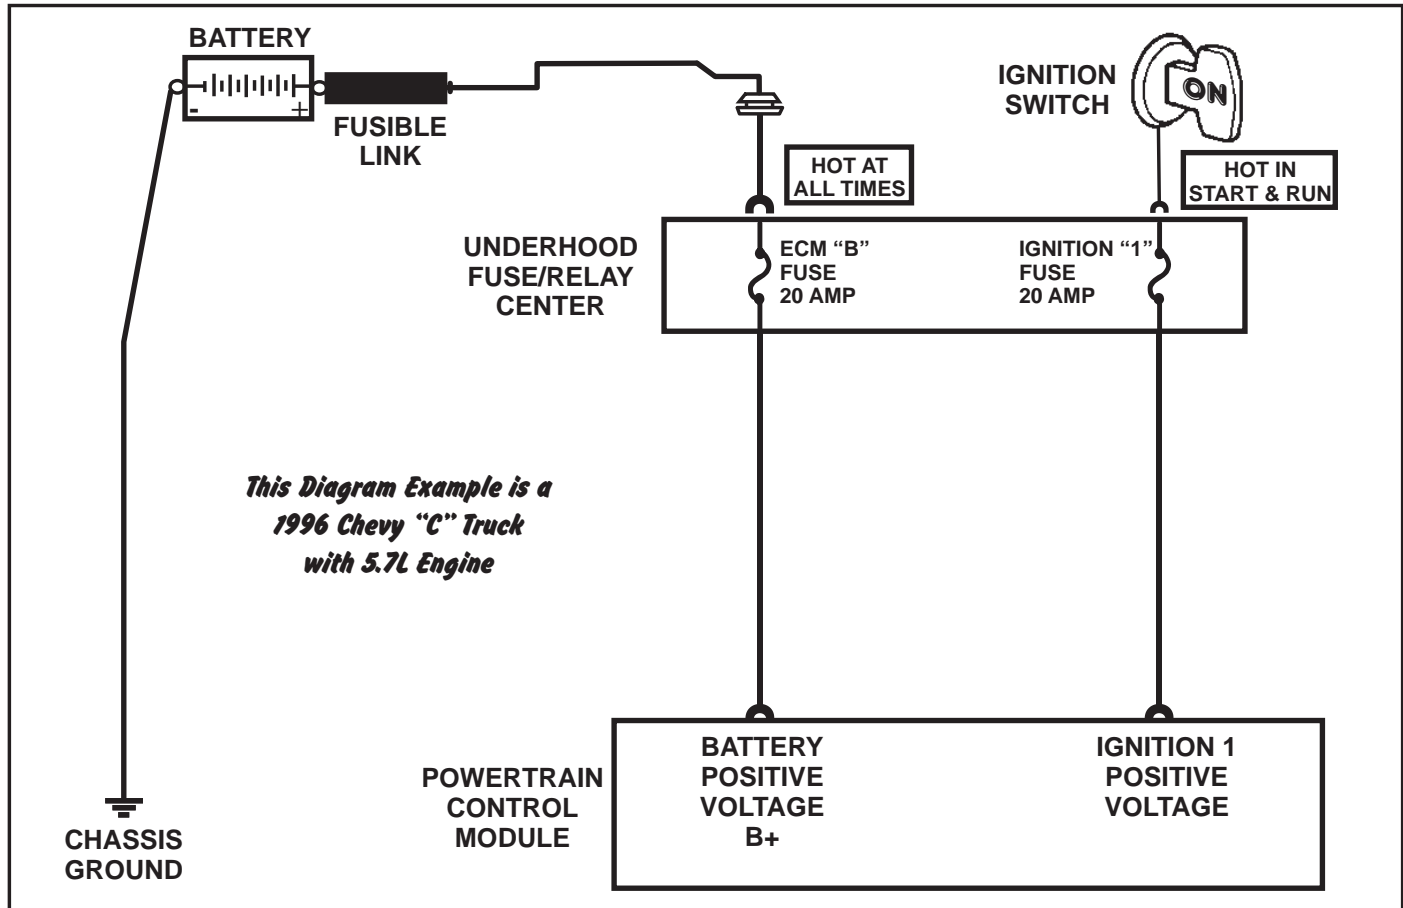 BATTERY
-
+
FUSIBLE
LINK
IGNITION
SWITCH
ON
HOT AT
ALL TIMES
HOT IN
START & RUN
UNDERHOOD
FUSE/RELAY
CENTER
ECM “B”
FUSE
20 AMP
IGNITION “1”
FUSE
20 AMP
This Diagram Example is a
1996 Chevy “C” Truck
with 5.7L Engine
POWERTRAIN
CONTROL
MODULE
BATTERY
POSITIVE
VOLTAGE
B+
IGNITION 1
POSITIVE
VOLTAGE
CHASSIS
GROUND